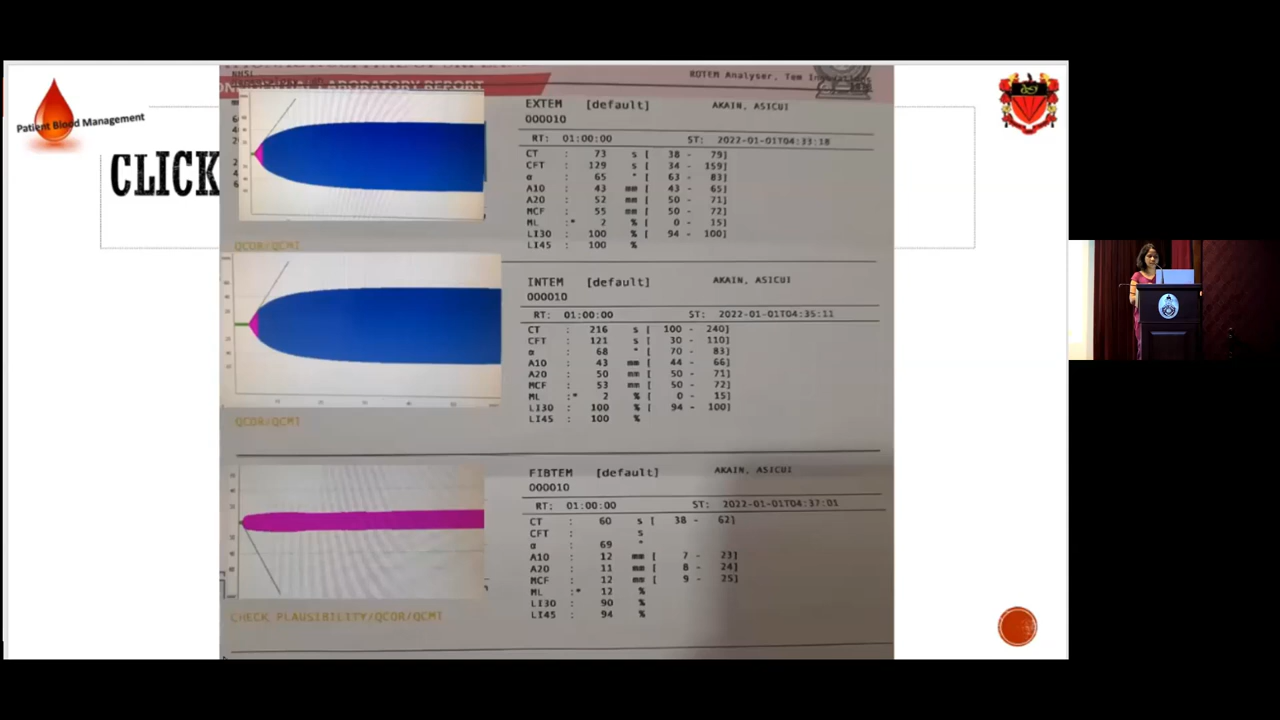 Patient Blood Management
CLICK
ROTEM Analyser, Tem Innovations
LABORATORY REPORT
EXTEM [default] AKAIN, ASICUI
000010
RT: 01:00:00 ST: 2022-01-01T04:33:18
CT : 73 s [ 38 - 79]
CFT : 129 s [ 34 - 159]
α : 65 ° [ 63 - 83]
A10 : 43 mm [ 43 - 65]
A20 : 52 mm [ 50 - 71]
MCF : 55 mm [ 50 - 72]
ML :* 2 % [ 0 - 15]
LI30 : 100 % [ 94 - 100]
LI45 : 100 %
QCOR/QCMI
INTEM [default] AKAIN, ASICUI
000010
RT: 01:00:00 ST: 2022-01-01T04:35:11
CT : 216 s [ 100 - 240]
CFT : 121 s [ 30 - 110]
α : 68 ° [ 70 - 83]
A10 : 43 mm [ 44 - 66]
A20 : 50 mm [ 50 - 71]
MCF : 53 mm [ 50 - 72]
ML :* 2 % [ 0 - 15]
LI30 : 100 % [ 94 - 100]
LI45 : 100 %
QCOR/QCMI
FIBTEM [default] AKAIN, ASICUI
000010
RT: 01:00:00 ST: 2022-01-01T04:37:01
CT : 60 s [ 38 - 62]
CFT : s
α : 69 °
A10 : 12 mm [ 7 - 23]
A20 : 11 mm [ 8 - 24]
MCF : 12 mm [ 9 - 25]
ML :* 12 %
LI30 : 90 %
LI45 : 94 %
CHECK PLAUSIBILITY/QCOR/QCMI